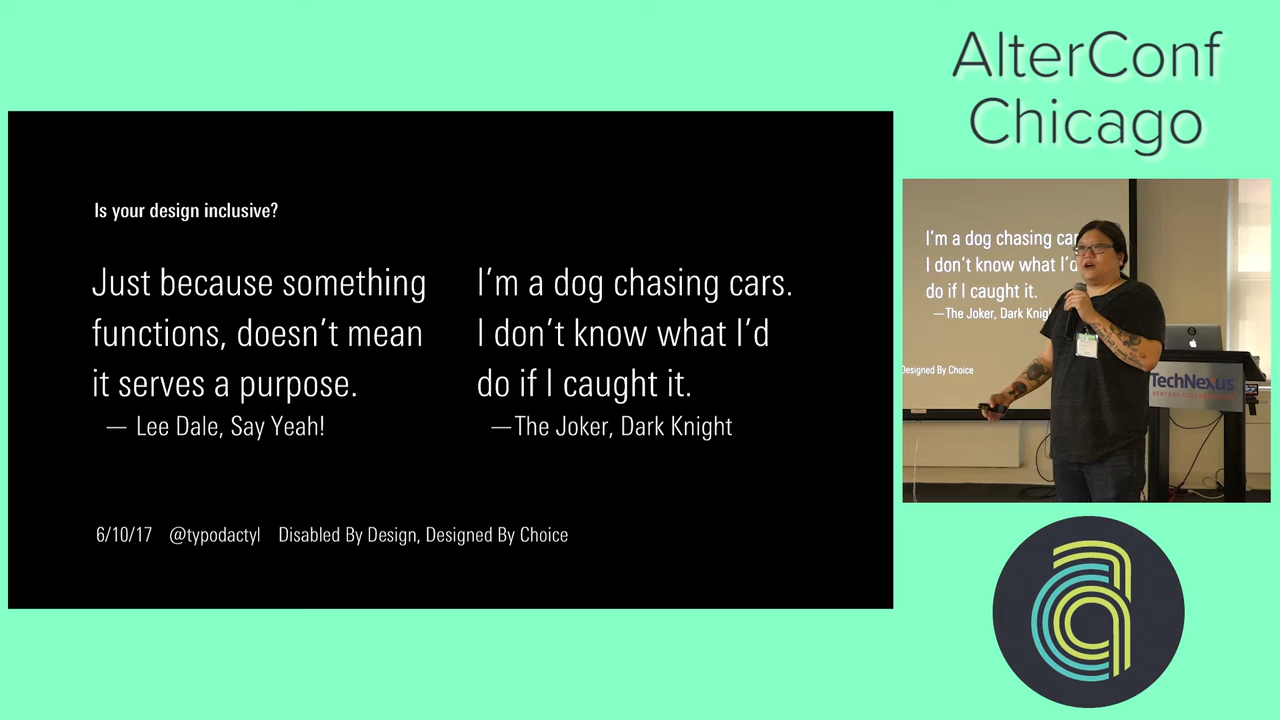 AlterConf
Chicago
Is your design inclusive?
Just because something
functions, doesn’t mean
it serves a purpose.
— Lee Dale, Say Yeah!
I’m a dog chasing cars.
I don’t know what I’d
do if I caught it.
—The Joker, Dark Knight
6/10/17 @typodactyl Disabled By Design, Designed By Choice
I’m a dog chasing car
I don’t know what I’d
do if I caught it.
—The Joker, Dark Knigh
Designed By Choice
TechNexus